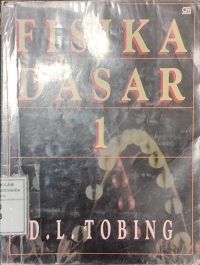 FISIKA
DASAR
1
D. L. TOBING